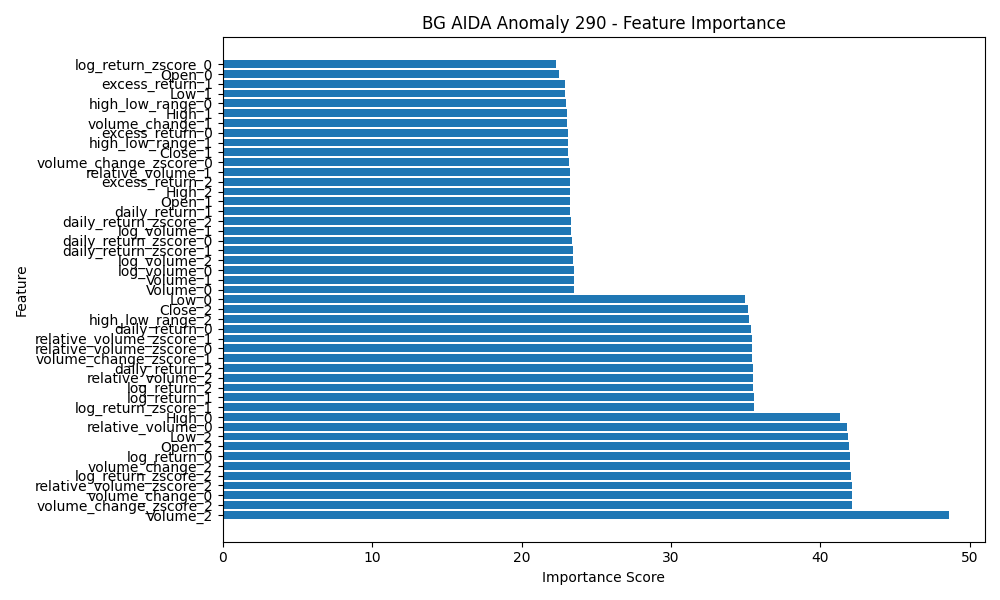 BG AIDA Anomaly 290 - Feature Importance
log_return_zscore_0
Open_0
excess_return_1
Low_1
high_low_range_0
High_1
volume_change_1
excess_return_0
high_low_range_1
Close_1
volume_change_zscore_0
relative_volume_1
excess_return_2
High_2
Open_1
daily_return_1
daily_return_zscore_2
log_volume_1
daily_return_zscore_0
daily_return_zscore_1
log_volume_2
log_volume_0
Volume_1
Volume_0
Low_0
Close_2
high_low_range_2
daily_return_0
relative_volume_zscore_1
relative_volume_zscore_0
volume_change_zscore_1
daily_return_2
relative_volume_2
log_return_2
log_return_1
log_return_zscore_1
High_0
relative_volume_0
Low_2
Open_2
log_return_0
volume_change_2
log_return_zscore_2
relative_volume_zscore_2
volume_change_0
volume_change_zscore_2
Volume_2
Feature
0 10 20 30 40 50
Importance Score